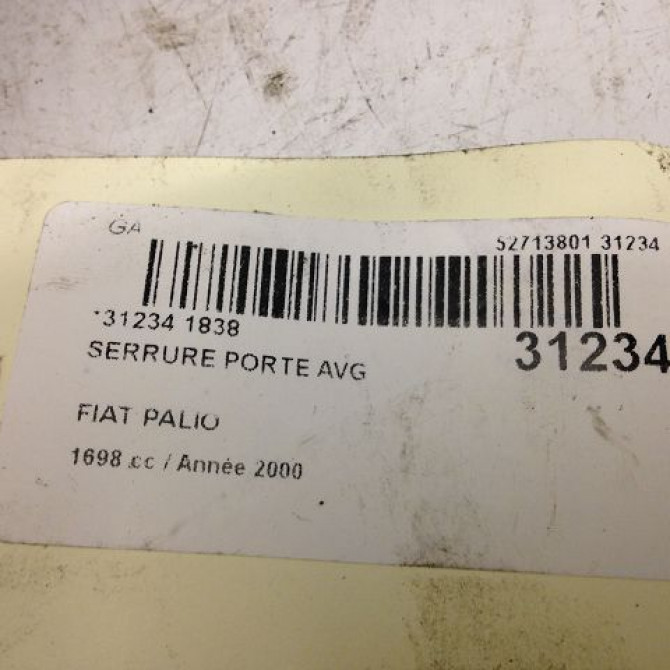 GA
52713801 31234
*31234 1838
31234
SERRURE PORTE AVG
FIAT PALIO
1698 cc / Année 2000